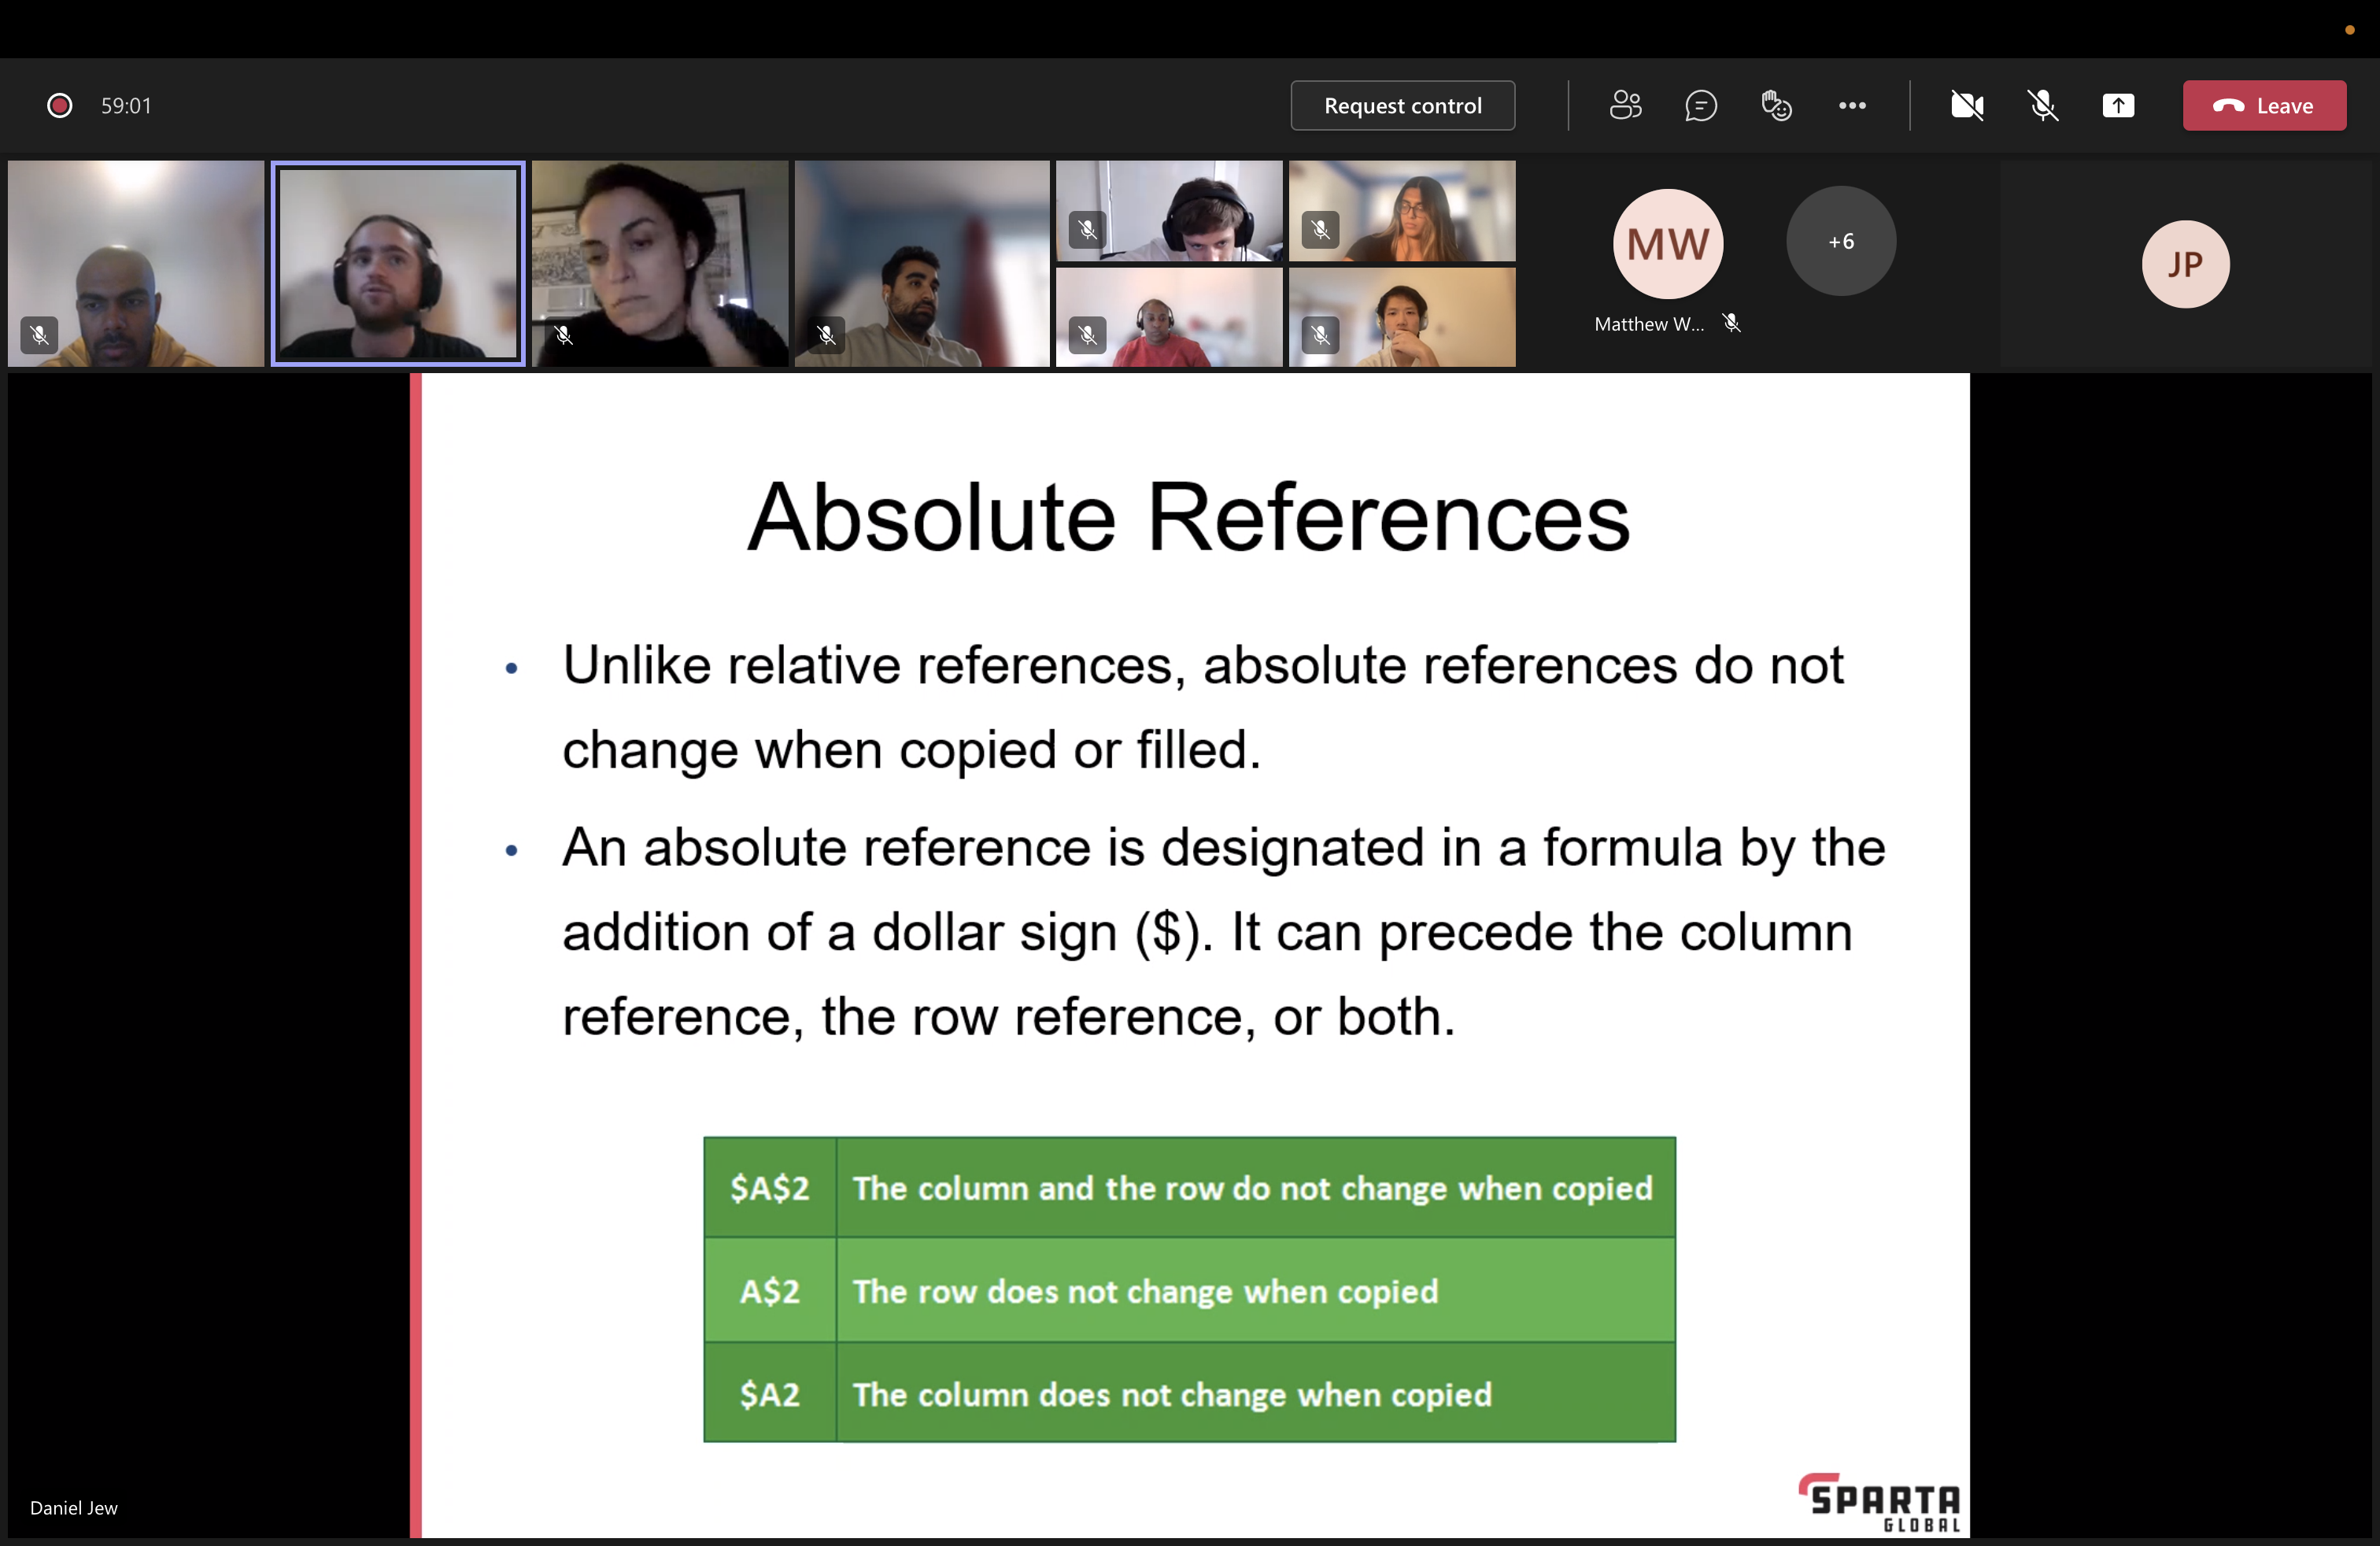 59:01
Request control
Leave
MW
+6
JP
Matthew W...
Absolute References
• Unlike relative references, absolute references do not
change when copied or filled.
• An absolute reference is designated in a formula by the
addition of a dollar sign ($). It can precede the column
reference, the row reference, or both.
$A$2 The column and the row do not change when copied
A$2 The row does not change when copied
$A2 The column does not change when copied
Daniel Jew
SPARTA
GLOBAL